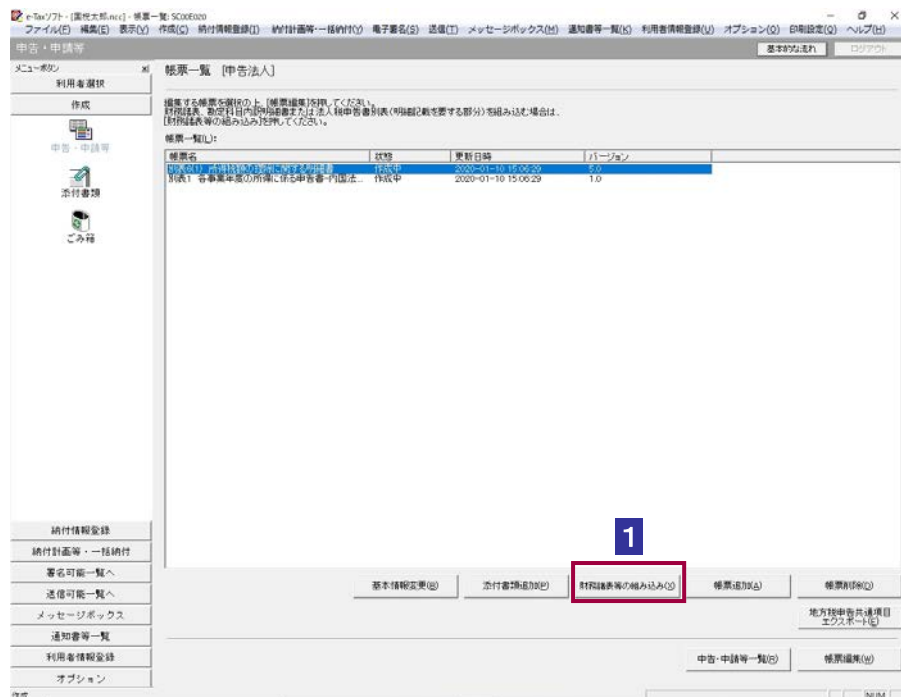 e-Taxソフト - [国税太郎.ncc] - 帳票一覧: SC00E020
ファイル(F) 編集(E) 表示(V) 作成(C) 納付情報登録(I) 納付計画等・一括納付(Y) 電子署名(S) 送信(T) メッセージボックス(M) 通知書等一覧(K) 利用者情報登録(U) オプション(O) 印刷設定(Q) ヘルプ(H)
申告・申請等
基本的な流れ
ログアウト
メニューボタン
利用者選択
作成
申告・申請等
添付書類
ごみ箱
帳票一覧 [申告法人]
編集する帳票を選択の上、[帳票編集]を押してください。
財務諸表、勘定科目内訳明細書または法人税申告書別表(明細記載を要する部分)を組み込む場合は、
[財務諸表等の組み込み]を押してください。
帳票一覧(L):
帳票名 状態 更新日時 バージョン
作成中 2020-01-10 15:06:29 5.0
別表1 各事業年度の所得に係る申告書-内国法... 作成中 2020-01-10 15:06:29 1.0
1
基本情報変更(B) 添付書類追加(P) 財務諸表等の組み込み(X) 帳票追加(A) 帳票削除(D)
地方税申告共通項目
エクスポート(E)
申告・申請等一覧(R) 帳票編集(W)
納付情報登録
納付計画等・一括納付
署名可能一覧へ
送信可能一覧へ
メッセージボックス
通知書等一覧
利用者情報登録
オプション
作成
NUM